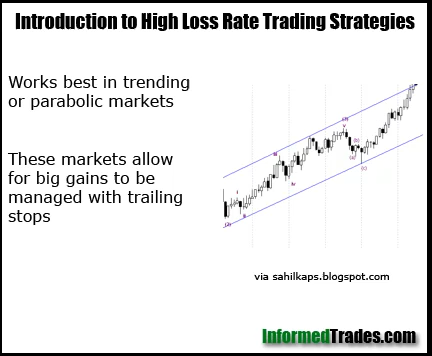 Introduction to High Loss Rate Trading Strategies
Works best in trending
or parabolic markets
These markets allow
for big gains to be
managed with trailing
stops
via sahilkaps.blogspot.com
InformedTrades.com